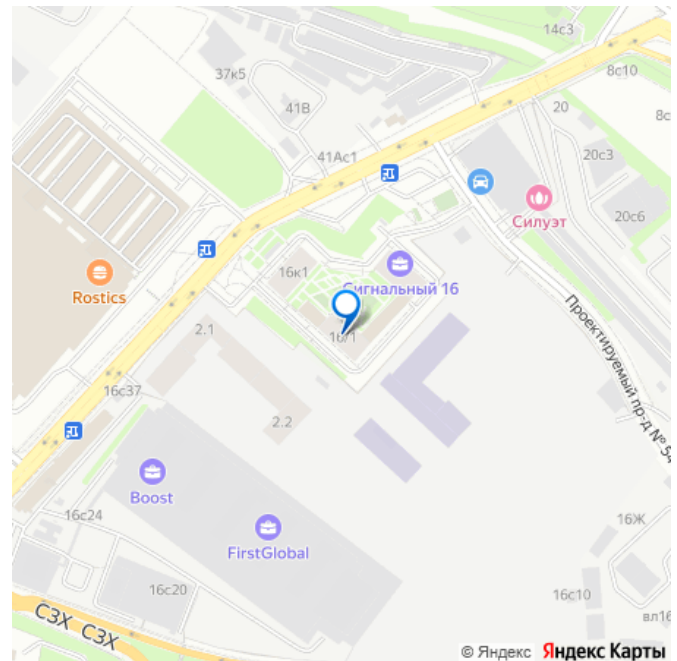 14с3
37к5
8с10
41В
20
8с
41Ас1
20с3
Силуэт
20с6
16к1
Rostics
Сигнальный 16
2.1
16/1
Проектируемый пр-д № 54
16с37
2.2
Boost
16с24
16Ж
FirstGlobal
16с20
16с10
СЗХ СЗХ
вл16
© Яндекс Яндекс Карты